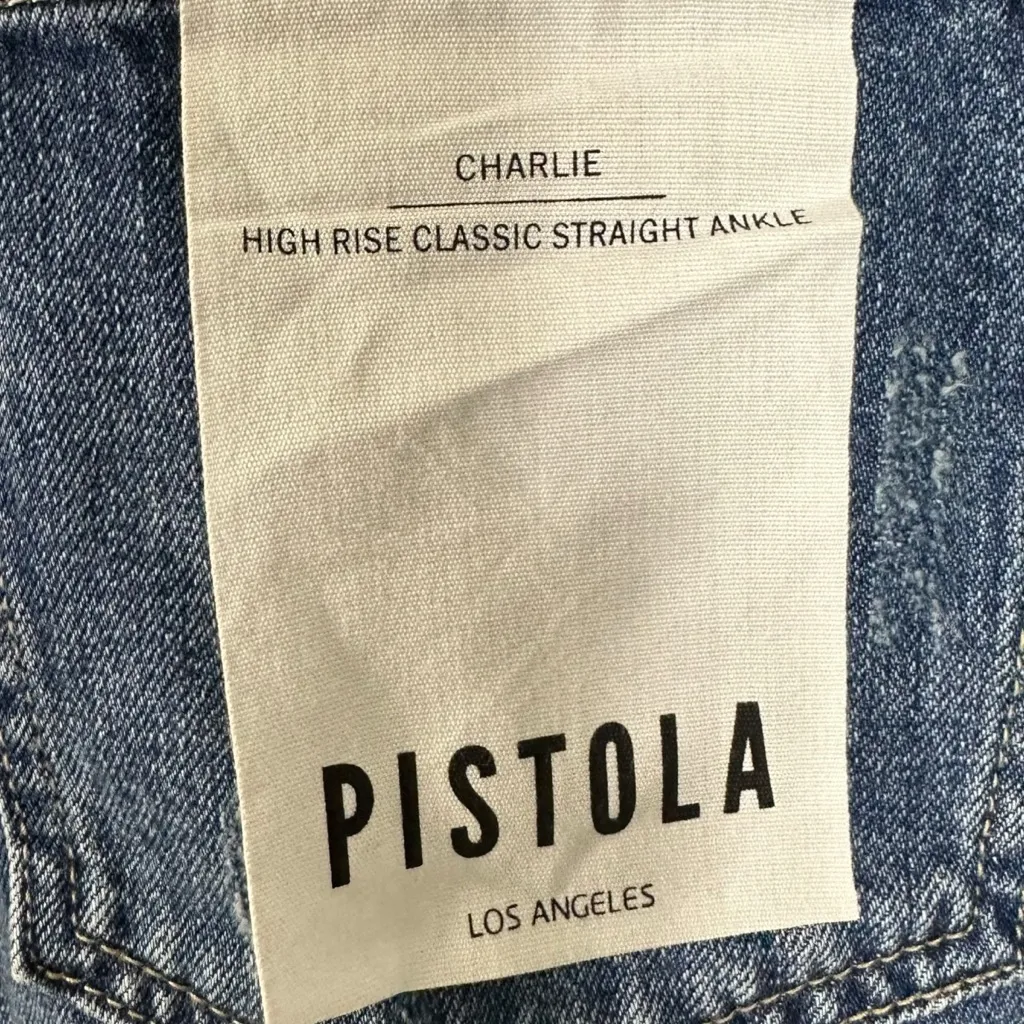 CHARLIE
HIGH RISE CLASSIC STRAIGHT ANKLE
PISTOLA
LOS ANGELES